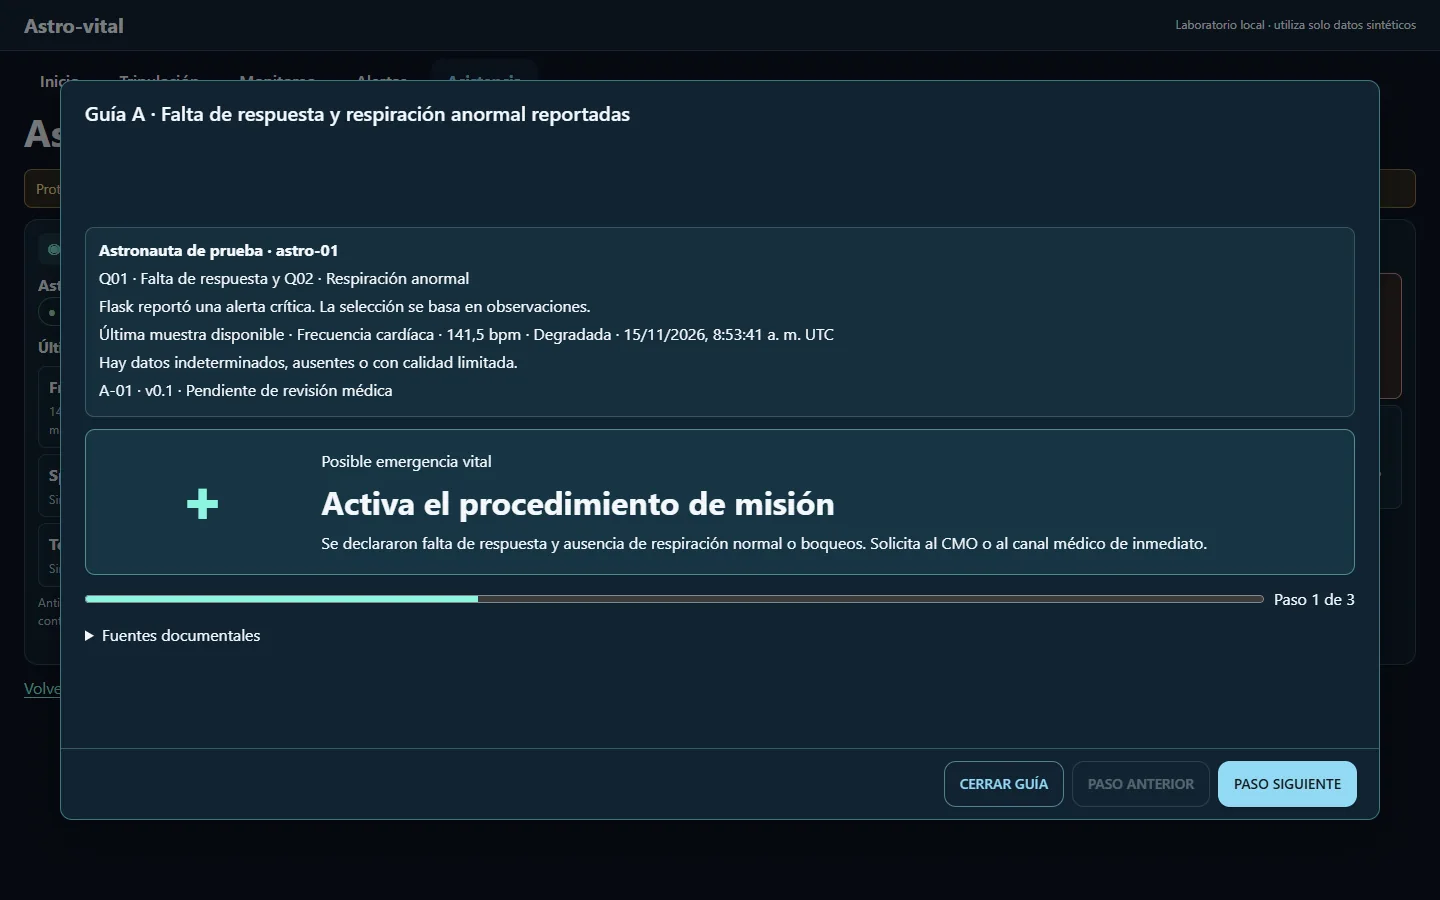 Astro-vital
Laboratorio local · utiliza solo datos sintéticos
Inicio Tripulación Monitoreo Alertas Asistencia
Guía A · Falta de respuesta y respiración anormal reportadas
Astronauta de prueba · astro-01
Q01 · Falta de respuesta y Q02 · Respiración anormal
Flask reportó una alerta crítica. La selección se basa en observaciones.
Última muestra disponible · Frecuencia cardíaca · 141,5 bpm · Degradada · 15/11/2026, 8:53:41 a. m. UTC
Hay datos indeterminados, ausentes o con calidad limitada.
A-01 · v0.1 · Pendiente de revisión médica
Posible emergencia vital
Activa el procedimiento de misión
Se declararon falta de respuesta y ausencia de respiración normal o boqueos. Solicita al CMO o al canal médico de inmediato.
Paso 1 de 3
Fuentes documentales
CERRAR GUÍA
PASO ANTERIOR
PASO SIGUIENTE